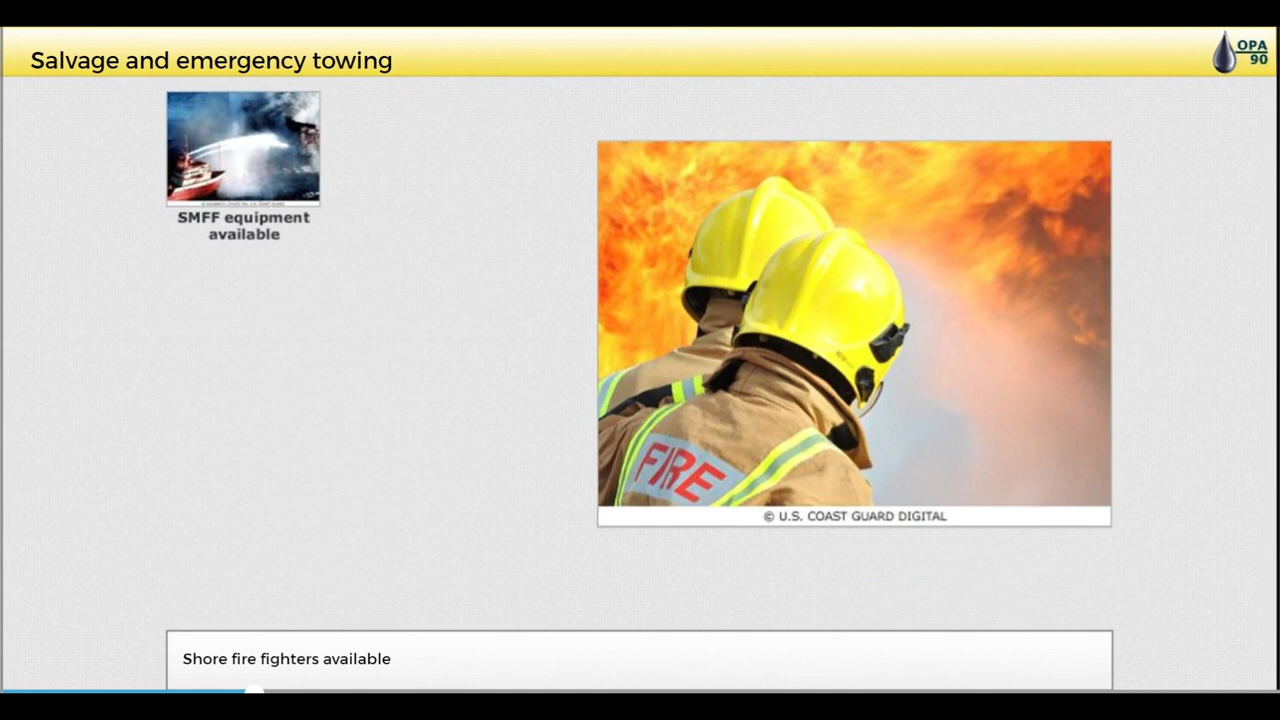 Salvage and emergency towing
OPA
90
SMFF equipment
available
FIRE
© U.S. COAST GUARD DIGITAL
Shore fire fighters available